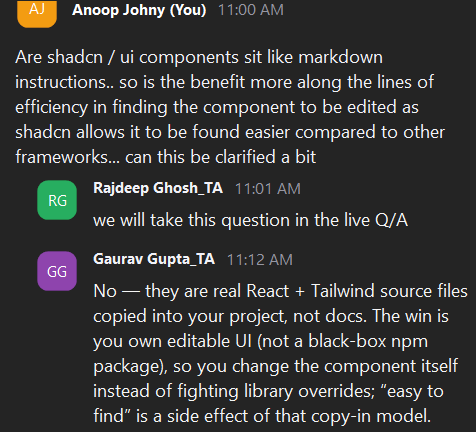 AJ
Anoop Johny (You) 11:00 AM
Are shadcn / ui components sit like markdown
instructions.. so is the benefit more along the lines of
efficiency in finding the component to be edited as
shadcn allows it to be found easier compared to other
frameworks... can this be clarified a bit
RG
Rajdeep Ghosh_TA 11:01 AM
we will take this question in the live Q/A
GG
Gaurav Gupta_TA 11:12 AM
No — they are real React + Tailwind source files
copied into your project, not docs. The win is
you own editable UI (not a black-box npm
package), so you change the component itself
instead of fighting library overrides; “easy to
find” is a side effect of that copy-in model.